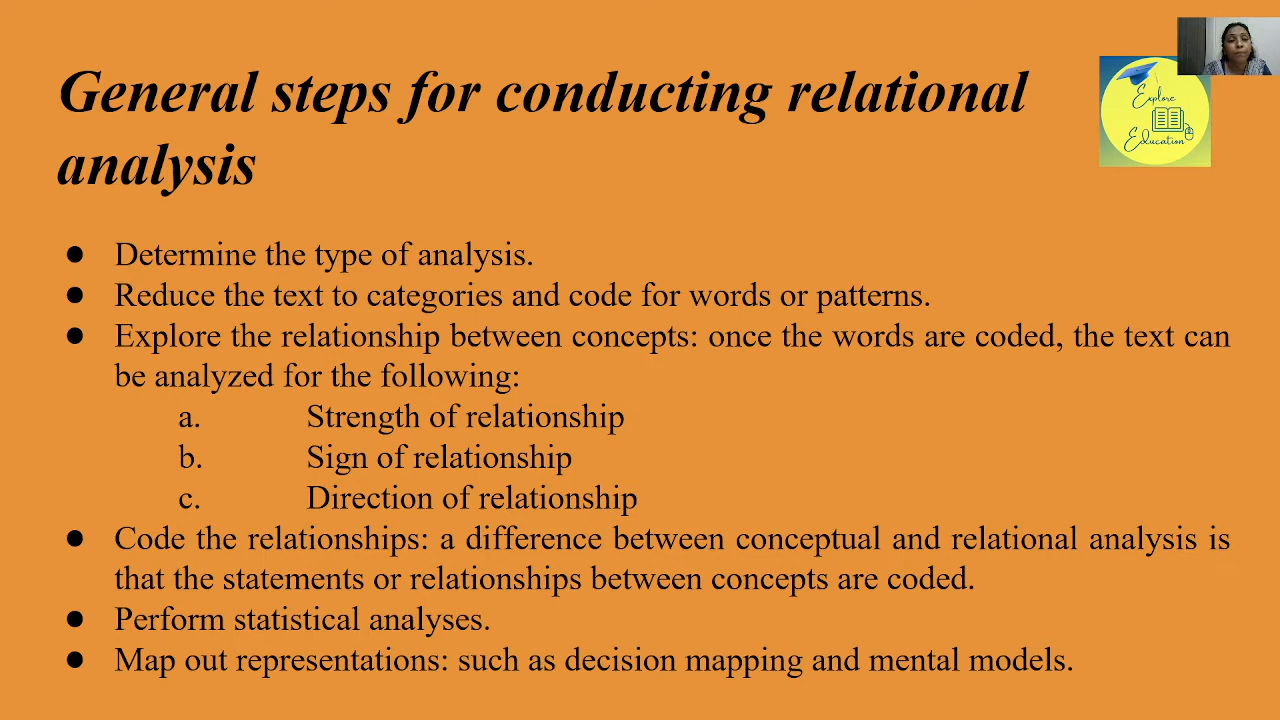 General steps for conducting relational
analysis
Explore
Education
● Determine the type of analysis.
● Reduce the text to categories and code for words or patterns.
● Explore the relationship between concepts: once the words are coded, the text can
be analyzed for the following:
a. Strength of relationship
b. Sign of relationship
c. Direction of relationship
● Code the relationships: a difference between conceptual and relational analysis is
that the statements or relationships between concepts are coded.
● Perform statistical analyses.
● Map out representations: such as decision mapping and mental models.